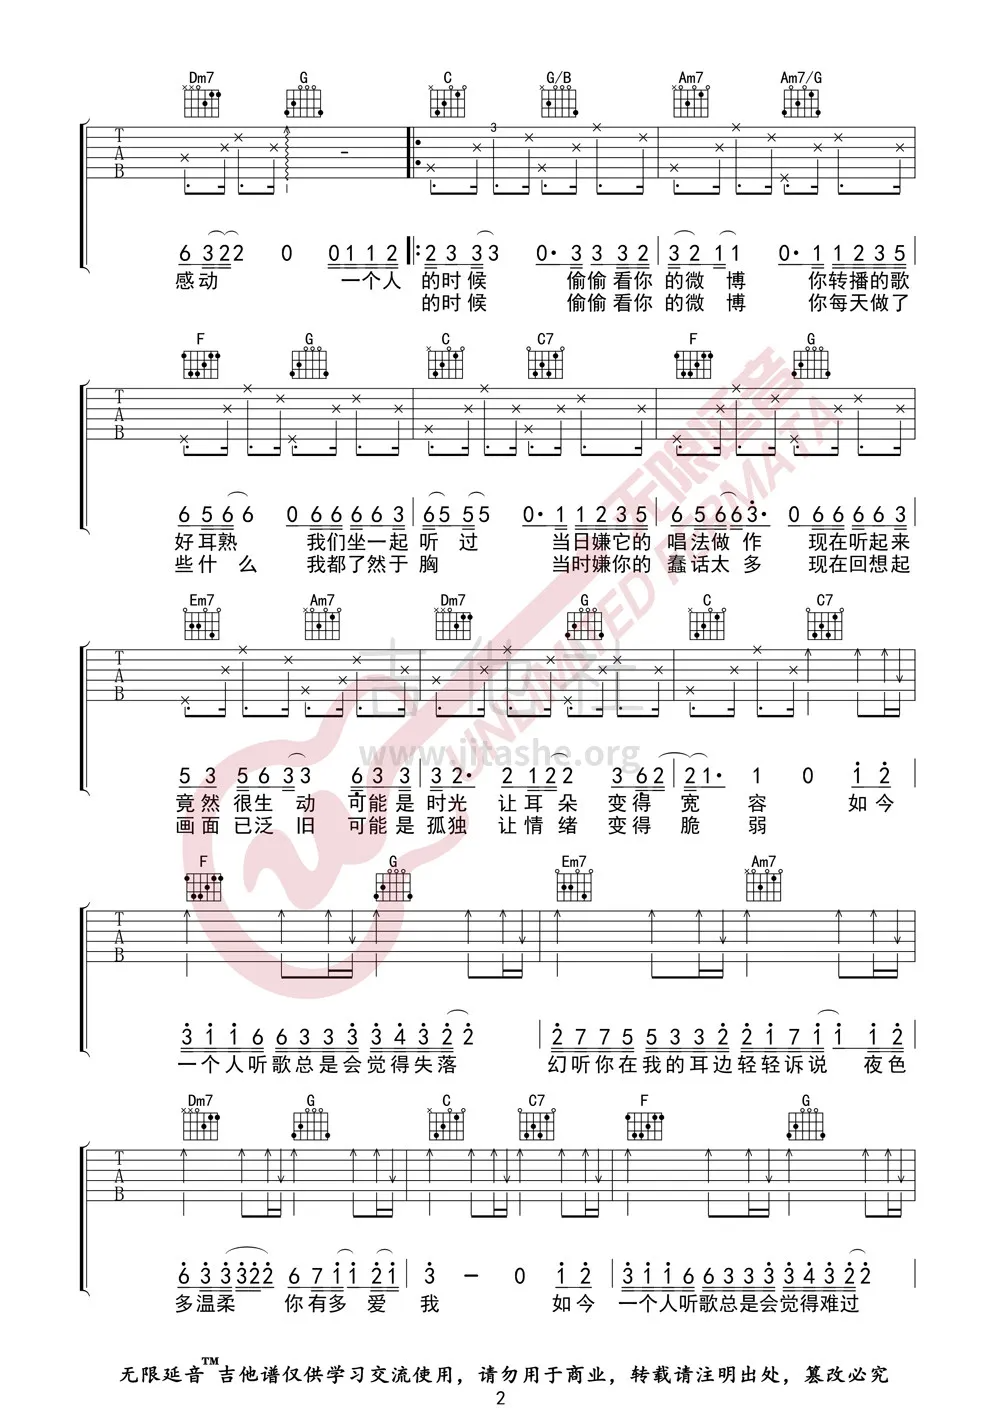 Dm7 G C G/B Am7 Am7/G
T A B
3
6 3 2 2 0 0 1 1 2 2 3 3 3 0· 3 3 3 2 3 2 1 1 0· 1 1 2 3 5
感动 一个人 的时候 偷偷看你的微博 你转播的歌
的时候 偷偷看你的微博 你每天做了
F G C C7 F G
T A B
6 5 6 6 0 6 6 6 6 3 6 5 5 5 0· 1 1 2 3 5 6 5 6 6 3· 0 6 6 6 6 3
好耳熟 我们坐一起听过 当日嫌它的唱法做作 现在听起来
些什么 我都了然于胸 当时嫌你的蠢话太多 现在回想起
Em7 Am7 Dm7 G C C7
T A B
5 3 5 6 3 3 6 3 3 3 2· 2 1 2 2 3 6 2 2 1· 1 0 1 2
竟然很生动 可能是时光 让耳朵变得宽容 如今
画面已泛旧 可能是孤独 让情绪变得脆弱
F G Em7 Am7
T A B
3 1 1 6 6 3 3 3 3 4 3 2 2 2 7 7 5 5 3 3 2 2 1 7 1 1 1 2
一个人听歌总是会觉得失落 幻听你在我的耳边轻轻诉说 夜色
Dm7 G C C7 F G
T A B
6 3 3 3 2 2 6 7 1 1 2 1 3 – 0 1 2 3 1 1 6 6 3 3 3 3 4 3 2 2
多温柔 你有多爱我 如今 一个人听歌总是会觉得难过
无限延音
UNLIMITED FERMATA
吉他社
www.jitashe.org
无限延音™吉他谱仅供学习交流使用，请勿用于商业，转载请注明出处，篡改必究
2